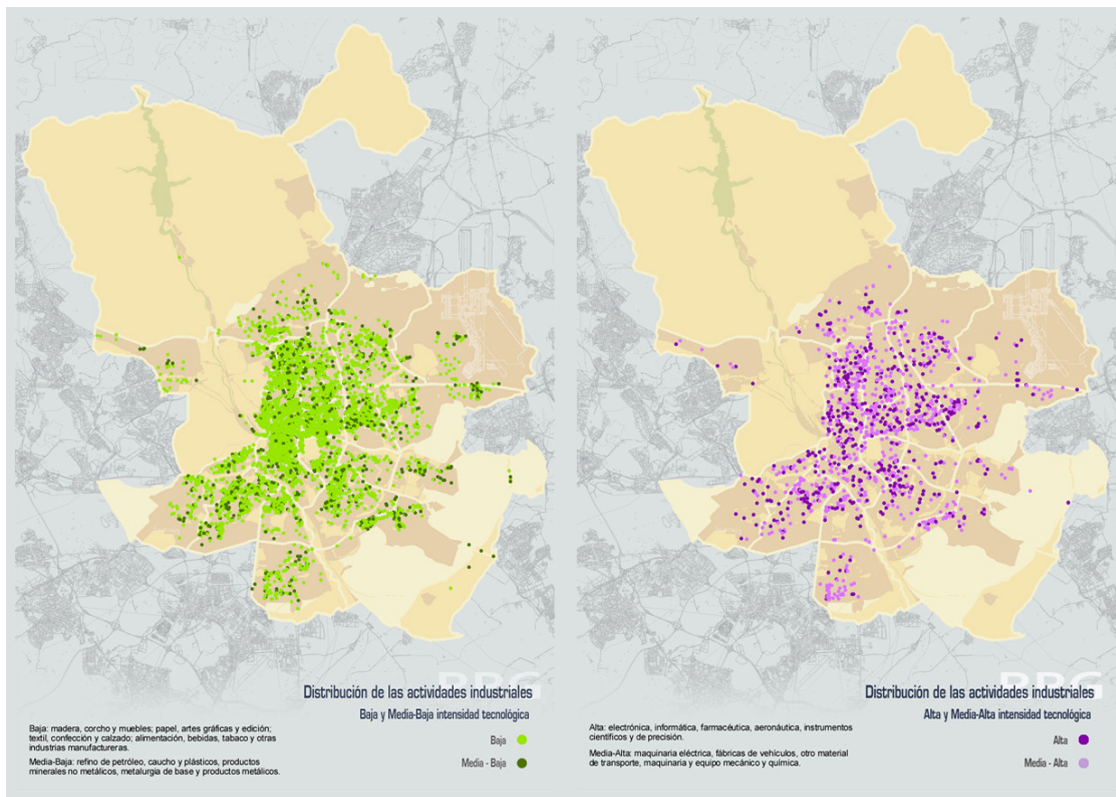 Distribución de las actividades industriales
Baja y Media-Baja intensidad tecnológica
Baja: madera, corcho y muebles; papel, artes gráficas y edición;
textil, confección y calzado; alimentación, bebidas, tabaco y otras
industrias manufactureras.
Media-Baja: refino de petróleo, caucho y plásticos, productos
minerales no metálicos, metalurgia de base y productos metálicos.
Baja
Media - Baja
Distribución de las actividades industriales
Alta y Media-Alta intensidad tecnológica
Alta: electrónica, informática, farmacéutica, aeronáutica, instrumentos
científicos y de precisión.
Media-Alta: maquinaria eléctrica, fábricas de vehículos, otro material
de transporte, maquinaria y equipo mecánico y química.
Alta
Media - Alta